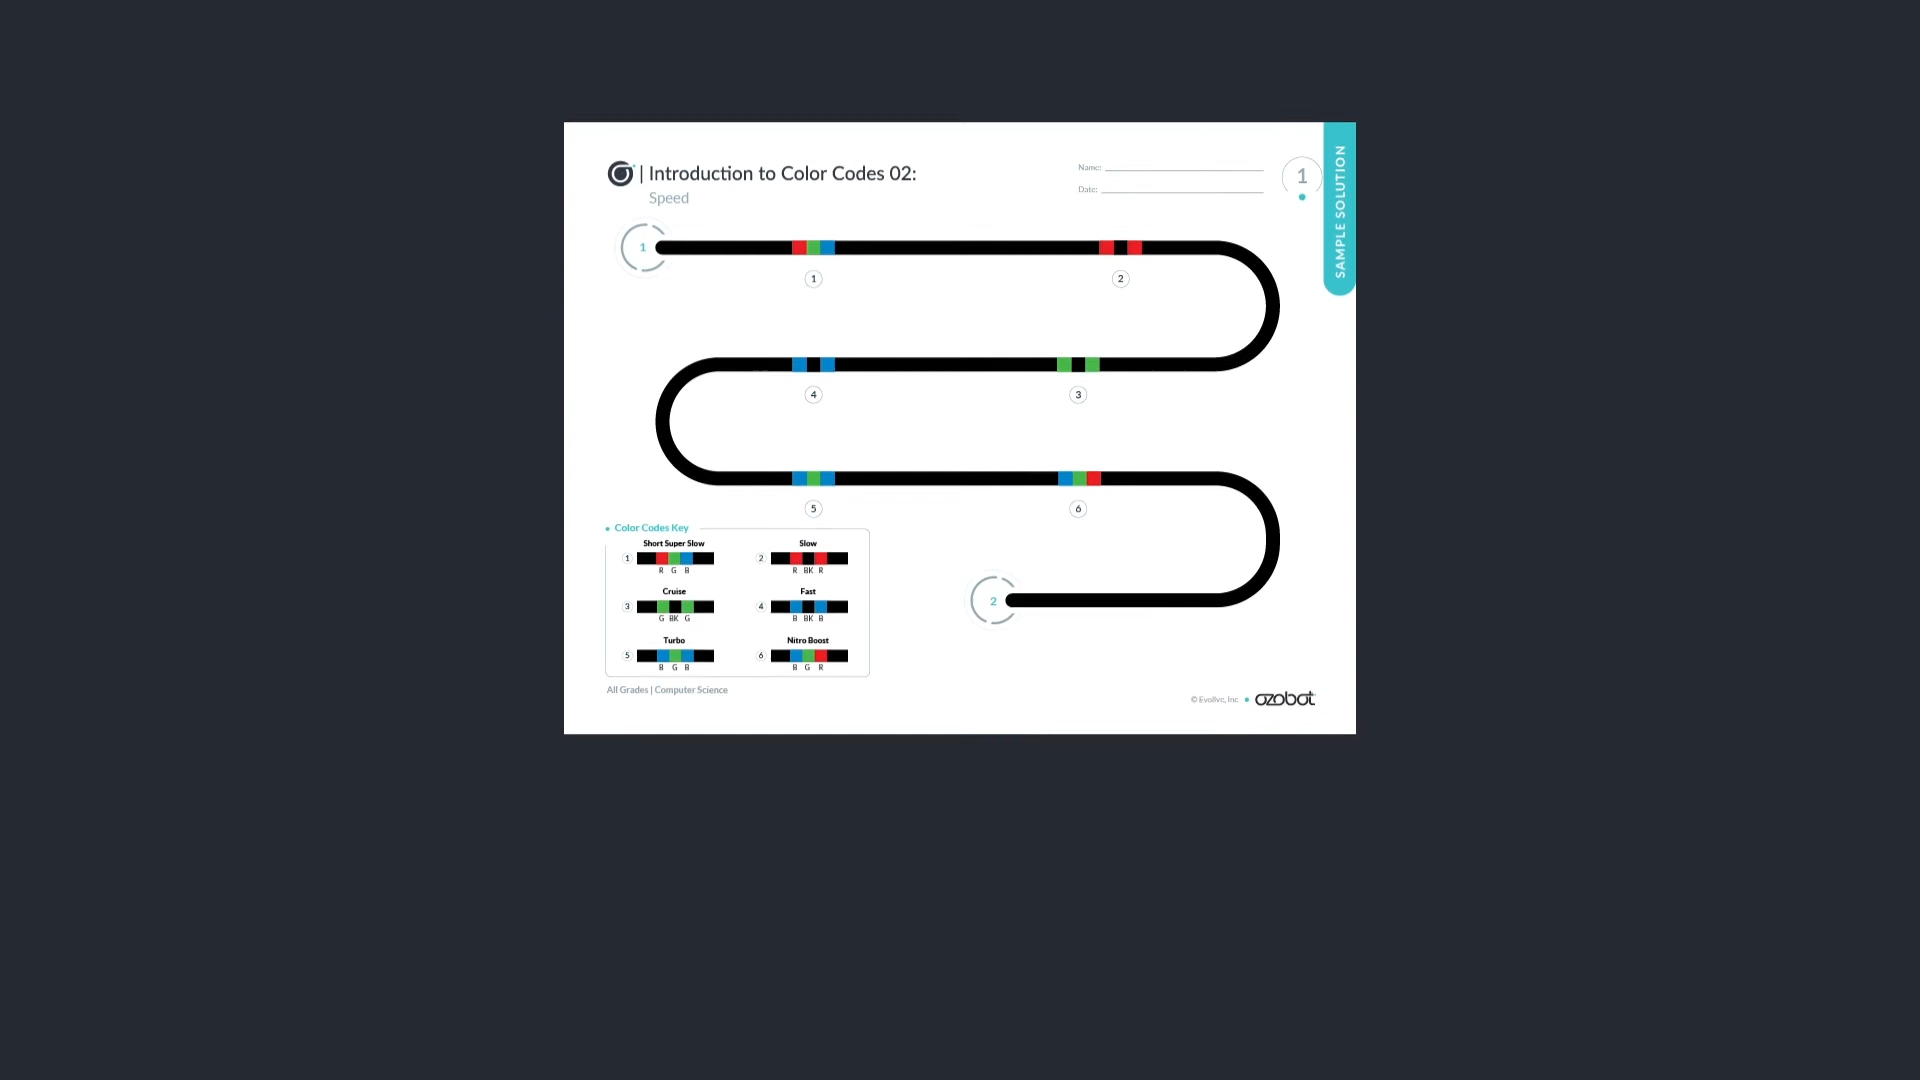 | Introduction to Color Codes 02:
Speed
Name:
Date:
1
SAMPLE SOLUTION
1
1
2
4
3
5
6
Color Codes Key
Short Super Slow
Slow
1
2
R G B
R BK R
Cruise
Fast
3
4
G BK G
B BK B
Turbo
Nitro Boost
5
6
B G B
B G R
2
All Grades | Computer Science
© Evollve, Inc
ozobot